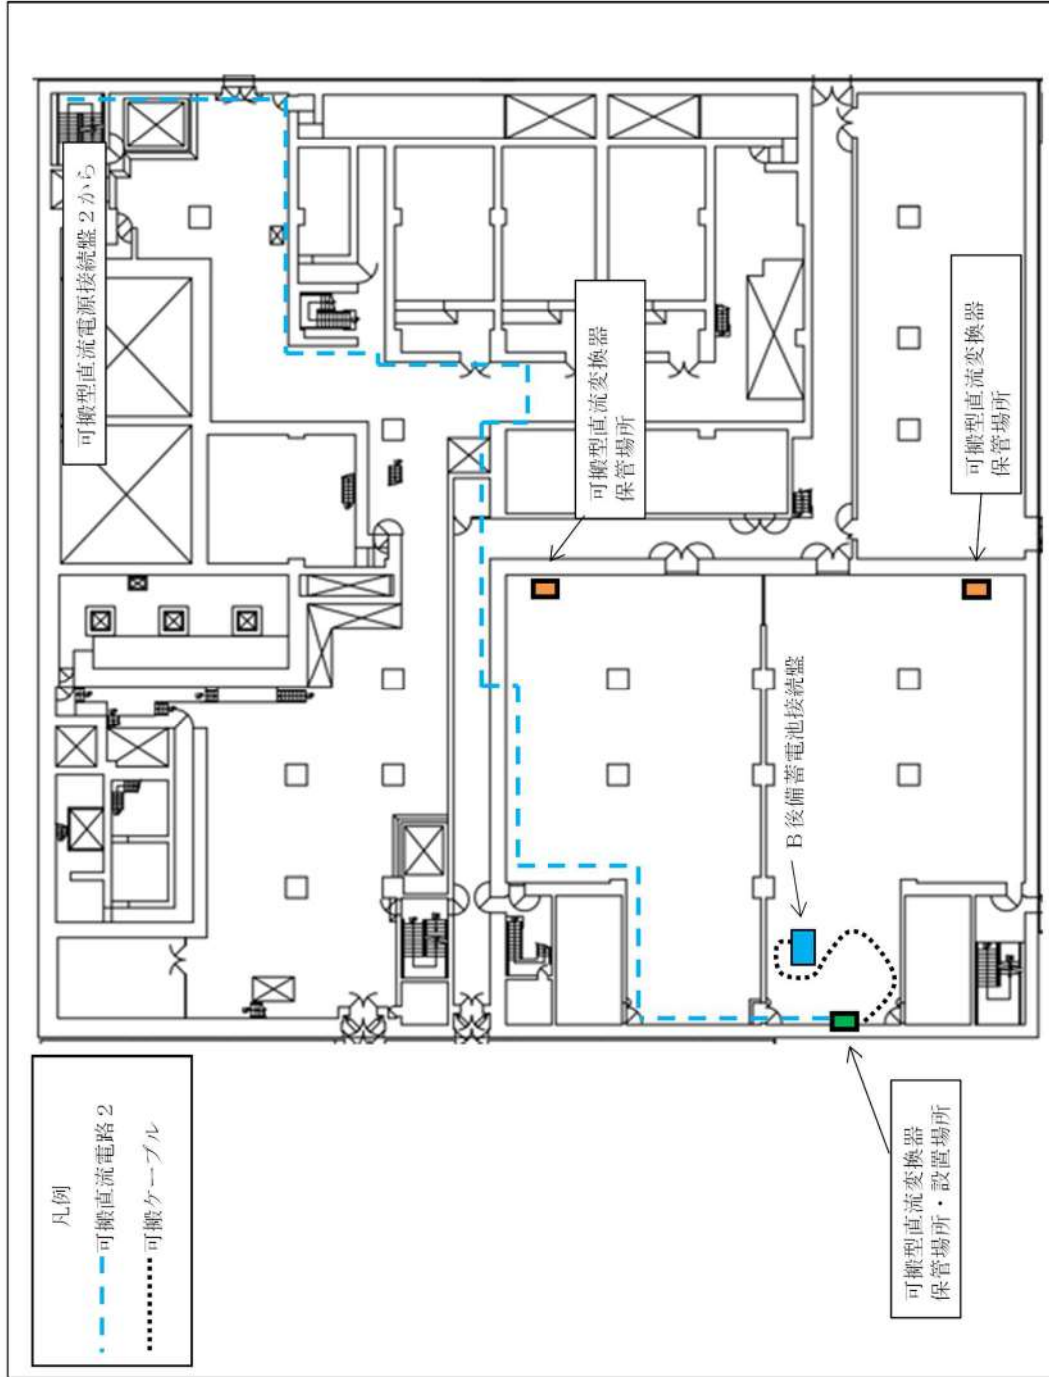 凡例
可搬直流電路２
可搬ケーブル
可搬型直流電源接続盤２から
可搬型直流変換器
保管場所
可搬型直流変換器
保管場所
Ｂ後備蓄電池接続盤
可搬型直流変換器
保管場所・設置場所